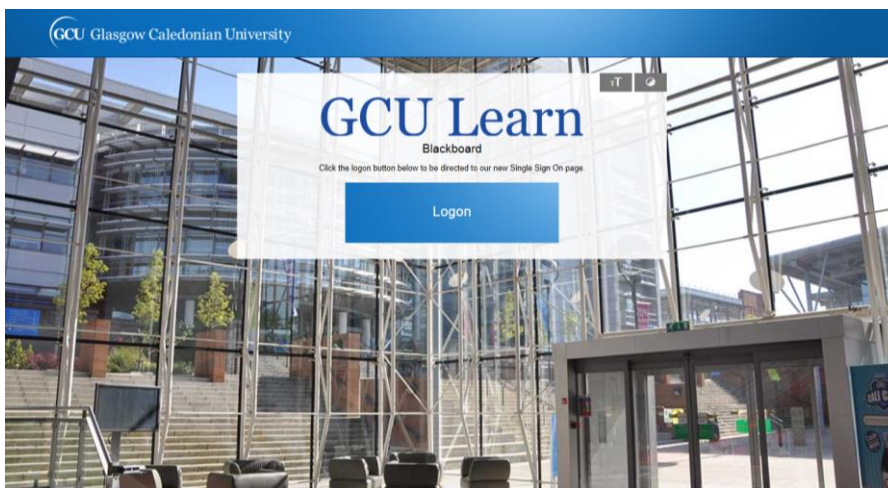 GCU Glasgow Caledonian University
TT
GCU Learn
Blackboard
Click the logon button below to be directed to our new Single Sign On page.
Logon